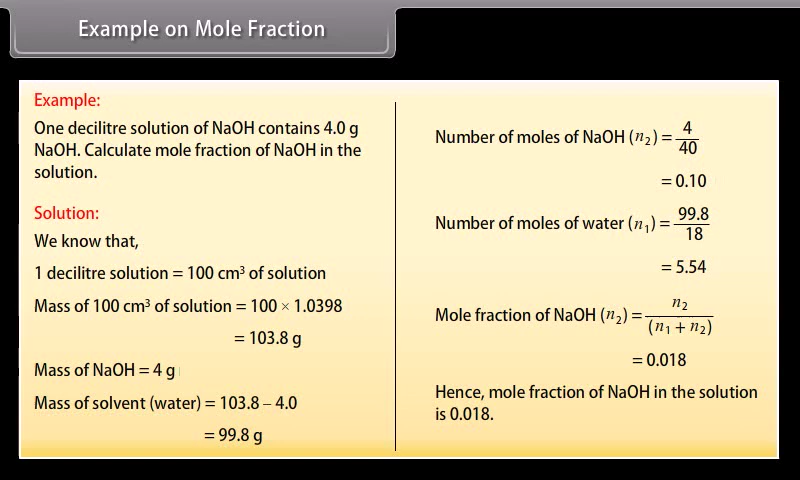 Example on Mole Fraction
Example:
One decilitre solution of NaOH contains 4.0 g
NaOH. Calculate mole fraction of NaOH in the
solution.
Solution:
We know that,
1 decilitre solution = 100 cm³ of solution
Mass of 100 cm³ of solution = 100 × 1.0398
= 103.8 g
Mass of NaOH = 4 g
Mass of solvent (water) = 103.8 – 4.0
= 99.8 g
Number of moles of NaOH (n₂) = 4/40
= 0.10
Number of moles of water (n₁) = 99.8/18
= 5.54
Mole fraction of NaOH (n₂) = n₂/(n₁ + n₂)
= 0.018
Hence, mole fraction of NaOH in the solution
is 0.018.